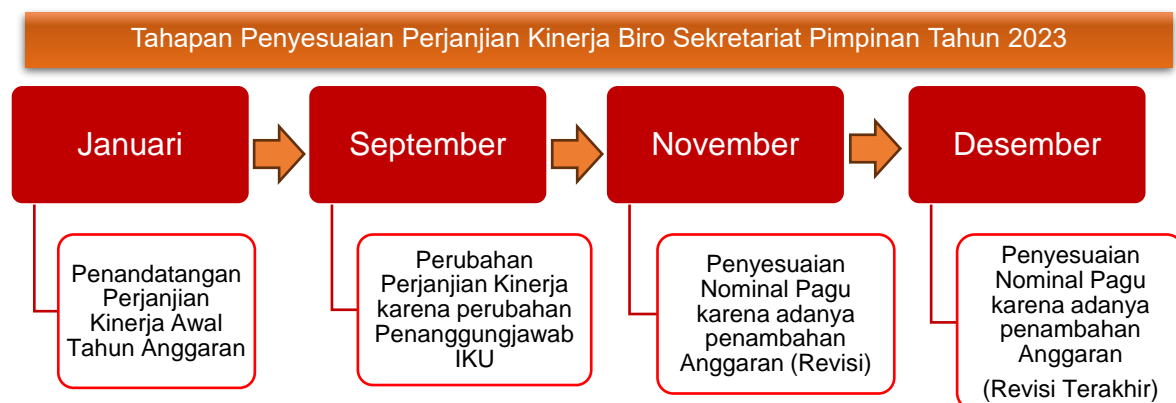 Tahapan Penyesuaian Perjanjian Kinerja Biro Sekretariat Pimpinan Tahun 2023
Januari
Penandatangan
Perjanjian
Kinerja Awal
Tahun Anggaran
September
Perubahan
Perjanjian Kinerja
karena perubahan
Penanggungjawab
IKU
November
Penyesuaian
Nominal Pagu
karena adanya
penambahan
Anggaran (Revisi)
Desember
Penyesuaian
Nominal Pagu
karena adanya
penambahan
Anggaran
(Revisi Terakhir)